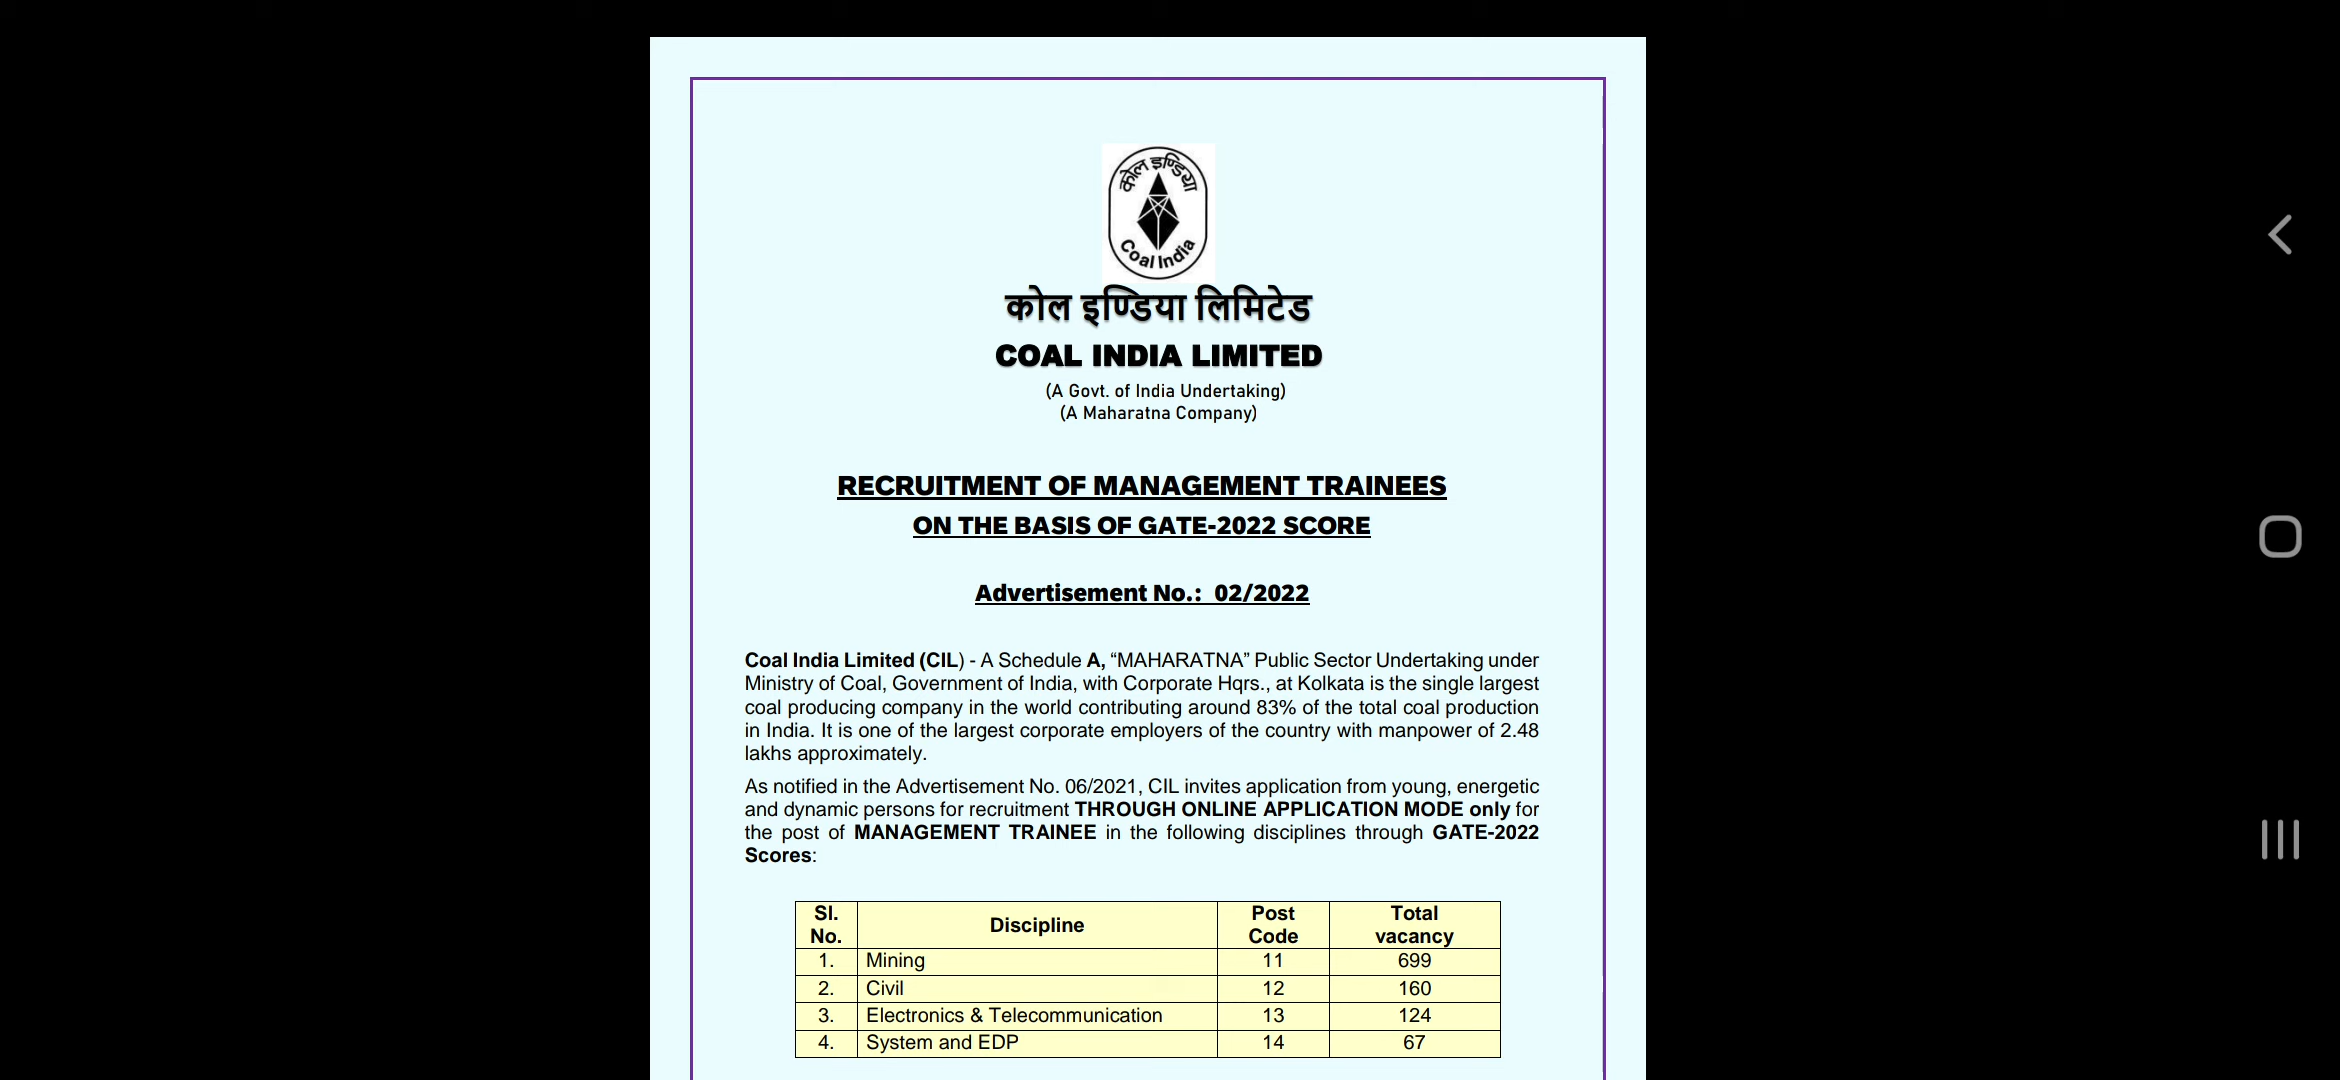 कोल इण्डिया
Coal India
कोल इण्डिया लिमिटेड
COAL INDIA LIMITED
(A Govt. of India Undertaking)
(A Maharatna Company)
RECRUITMENT OF MANAGEMENT TRAINEES
ON THE BASIS OF GATE-2022 SCORE
Advertisement No.: 02/2022
Coal India Limited (CIL) - A Schedule A, “MAHARATNA” Public Sector Undertaking under
Ministry of Coal, Government of India, with Corporate Hqrs., at Kolkata is the single largest
coal producing company in the world contributing around 83% of the total coal production
in India. It is one of the largest corporate employers of the country with manpower of 2.48
lakhs approximately.
As notified in the Advertisement No. 06/2021, CIL invites application from young, energetic
and dynamic persons for recruitment THROUGH ONLINE APPLICATION MODE only for
the post of MANAGEMENT TRAINEE in the following disciplines through GATE-2022
Scores:
Sl. No. Discipline Post Code Total vacancy
1. Mining 11 699
2. Civil 12 160
3. Electronics & Telecommunication 13 124
4. System and EDP 14 67